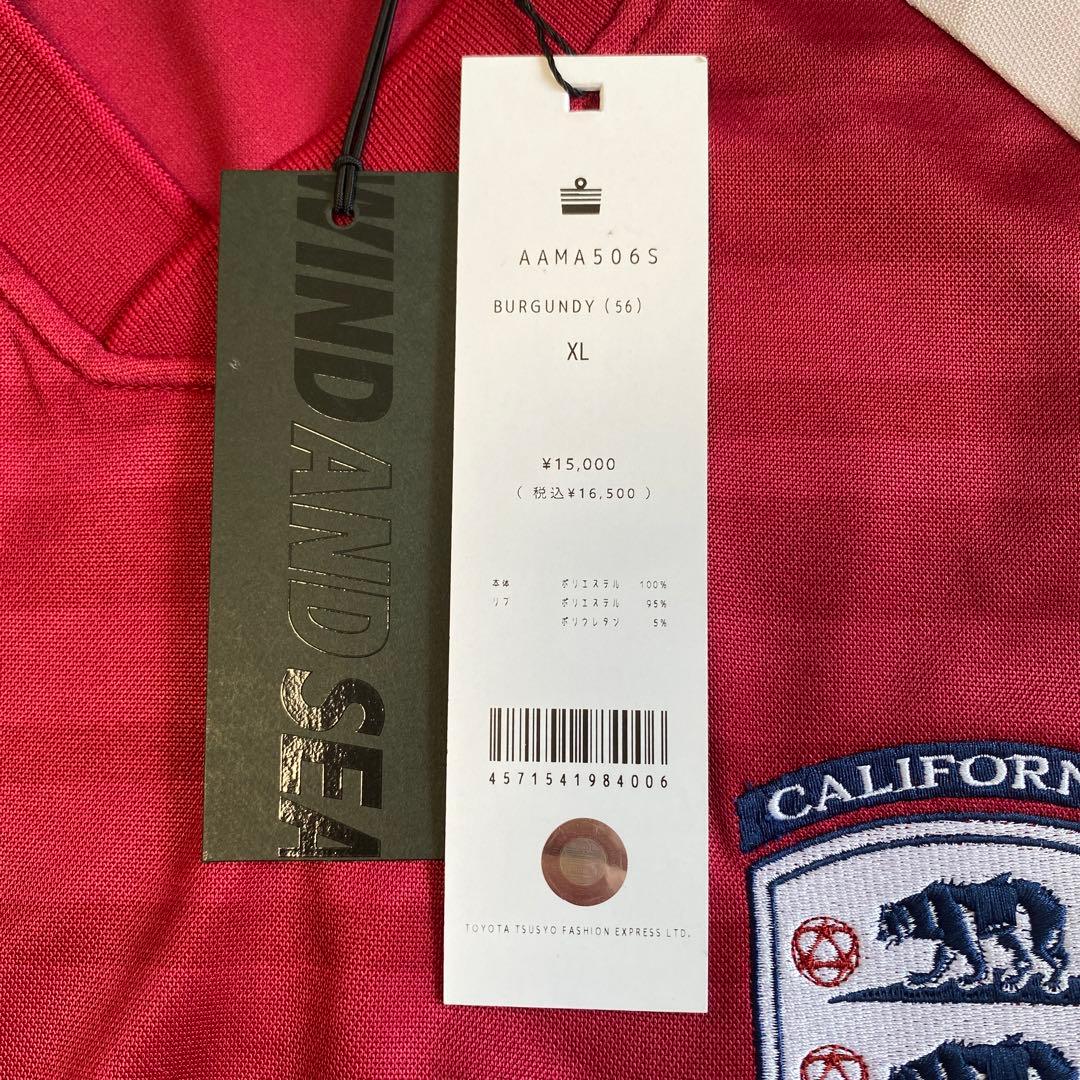 WIND AND SEA
AAMA506S
BURGUNDY (56)
XL
¥15,000
( 税込¥16,500 )
本体 ポリエステル 100%
リブ ポリエステル 95%
ポリウレタン 5%
4571541984006
TOYOTA TSUSYO FASHION EXPRESS LTD.
CALIFORN